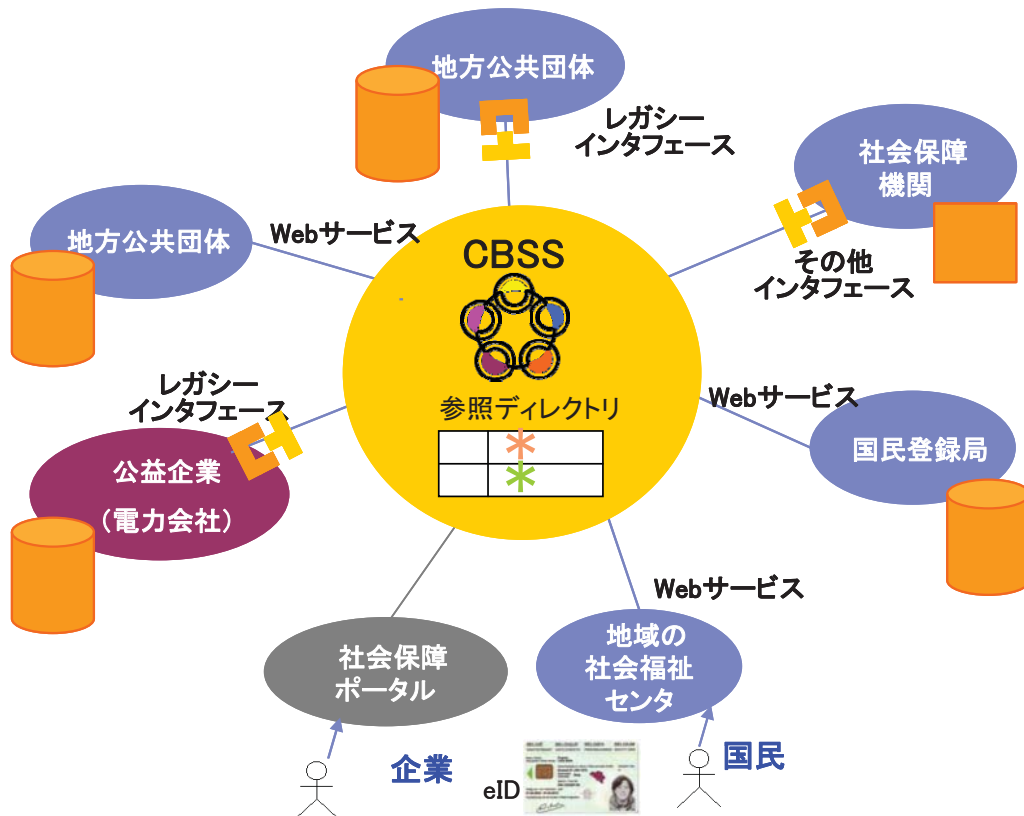 地方公共団体
レガシー
インタフェース
社会保障
機関
地方公共団体
Webサービス
CBSS
その他
インタフェース
レガシー
インタフェース
参照ディレクトリ
Webサービス
公益企業
(電力会社)
国民登録局
Webサービス
社会保障
ポータル
地域の
社会福祉
センタ
企業
eID
国民